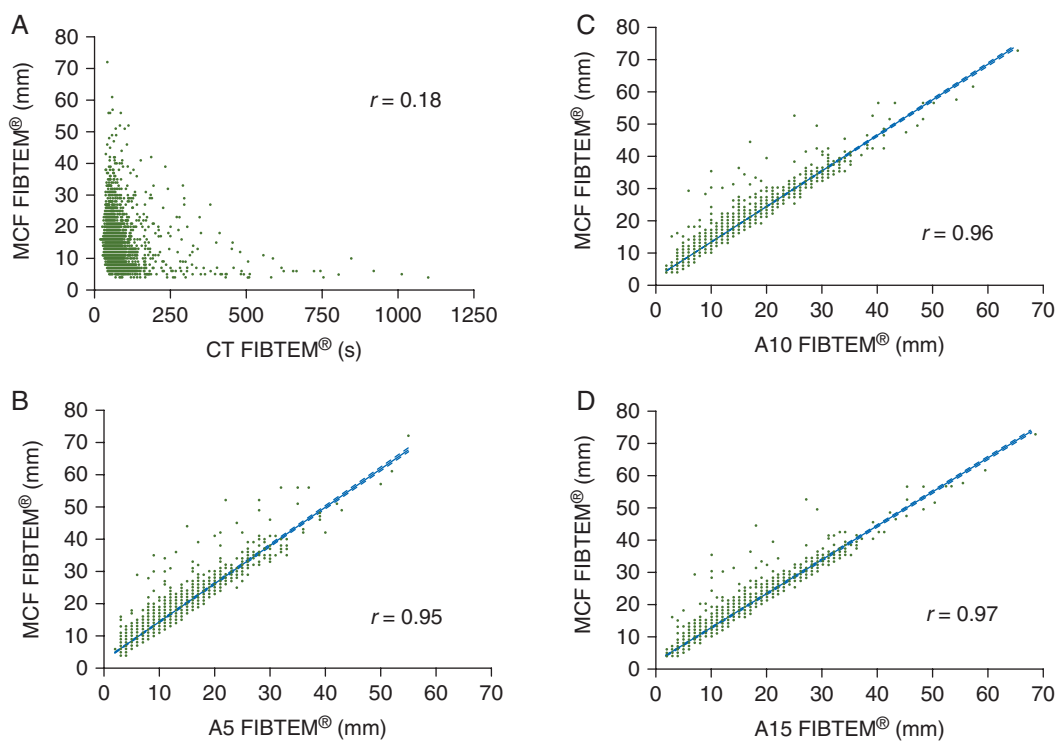 A
MCF FIBTEM® (mm)
80
70
60
50
40
30
20
10
0
r = 0.18
0 250 500 750 1000 1250
CT FIBTEM® (s)
B
MCF FIBTEM® (mm)
80
70
60
50
40
30
20
10
0
r = 0.95
0 10 20 30 40 50 60 70
A5 FIBTEM® (mm)
C
MCF FIBTEM® (mm)
80
70
60
50
40
30
20
10
0
r = 0.96
0 10 20 30 40 50 60 70
A10 FIBTEM® (mm)
D
MCF FIBTEM® (mm)
80
70
60
50
40
30
20
10
0
r = 0.97
0 10 20 30 40 50 60 70
A15 FIBTEM® (mm)